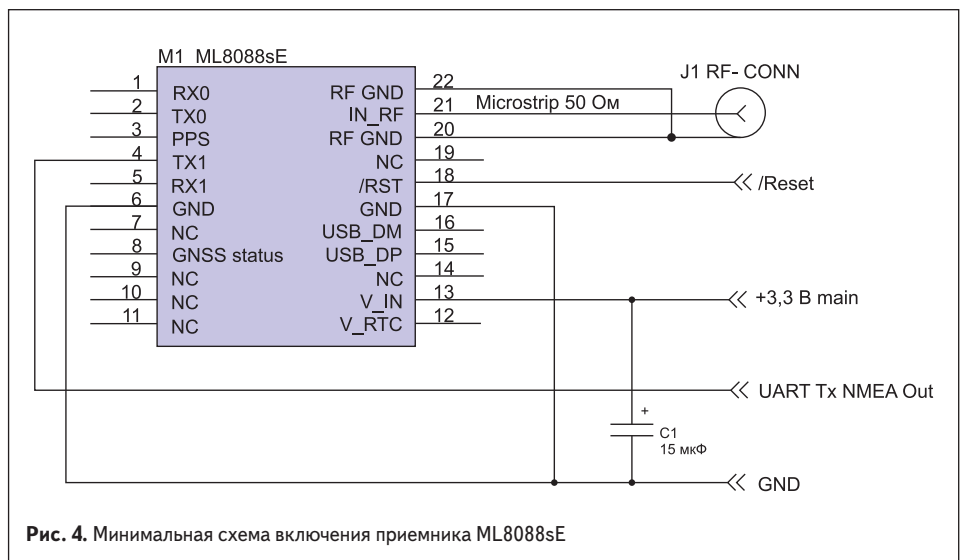 M1 ML8088sE
1 RX0
2 TX0
3 PPS
4 TX1
5 RX1
6 GND
7 NC
8 GNSS status
9 NC
10 NC
11 NC
RF GND 22
IN_RF 21
RF GND 20
NC 19
/RST 18
GND 17
USB_DM 16
USB_DP 15
NC 14
V_IN 13
V_RTC 12
J1 RF- CONN
Microstrip 50 Ом
/Reset
+3,3 В main
UART Tx NMEA Out
+
C1
15 мкФ
GND
Рис. 4. Минимальная схема включения приемника ML8088sE